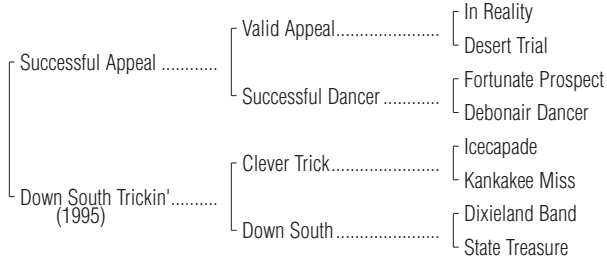 In Reality
Valid Appeal
Desert Trial
Successful Appeal ............
Fortunate Prospect
Successful Dancer ............
Debonair Dancer
Icecapade
Clever Trick
Kankakee Miss
Down South Trickin'..........
(1995)
Dixieland Band
Down South
State Treasure